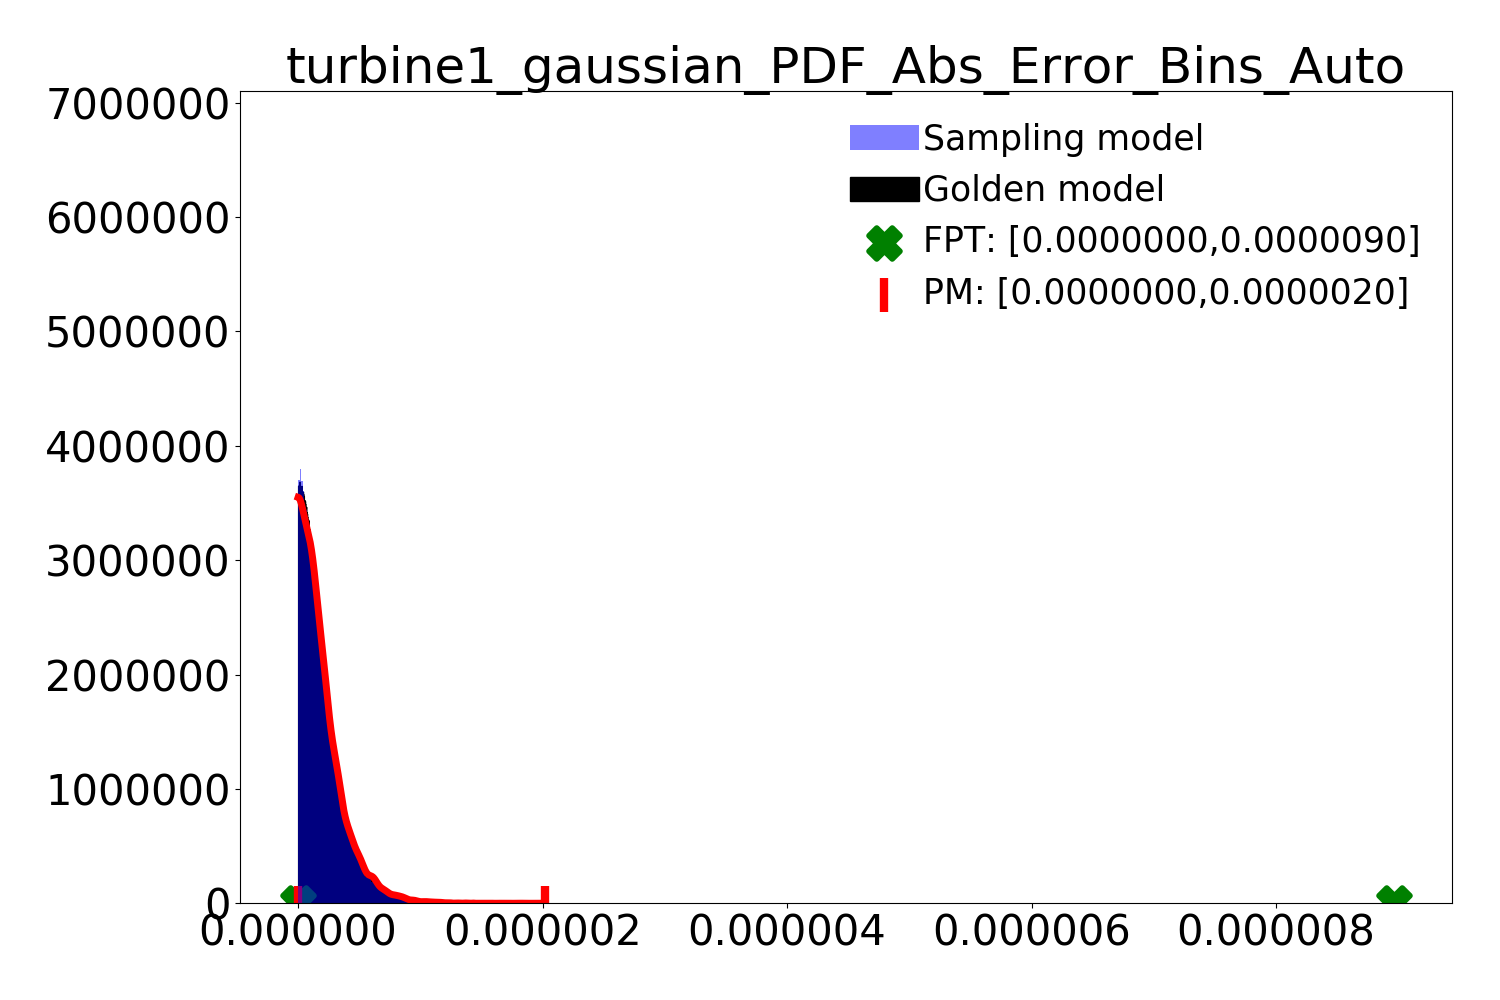 turbine1_gaussian_PDF_Abs_Error_Bins_Auto
7000000
6000000
5000000
4000000
3000000
2000000
1000000
0
Sampling model
Golden model
FPT: [0.0000000,0.0000090]
PM: [0.0000000,0.0000020]
0.000000 0.000002 0.000004 0.000006 0.000008